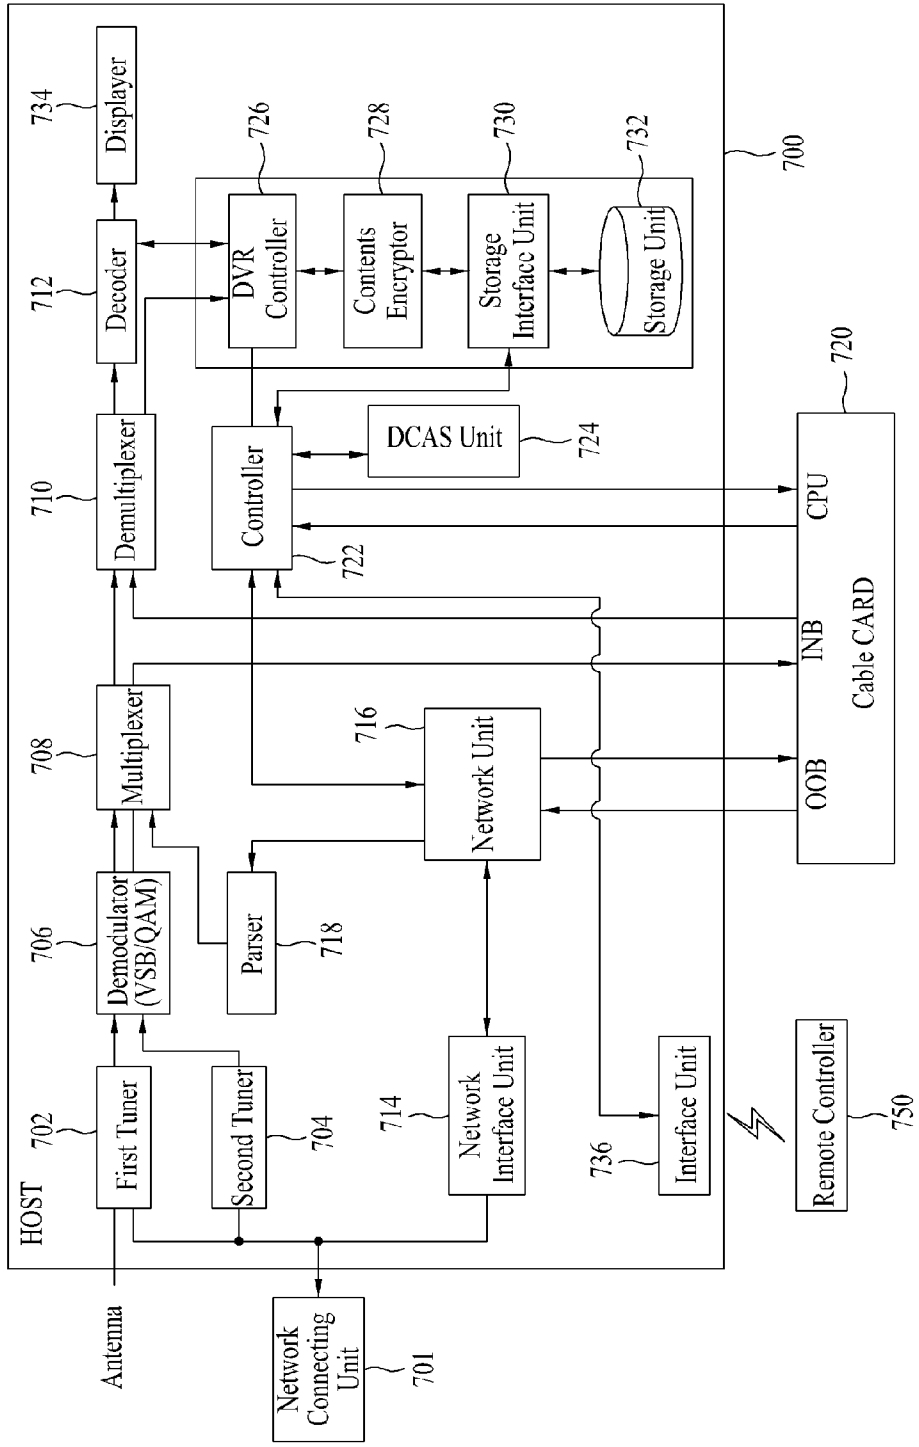 HOST
Antenna
702
First Tuner
706
Demodulator
(VSB/QAM)
708
Multiplexer
710
Demultiplexer
712
Decoder
734
Displayer
Second Tuner
704
Parser
718
Controller
722
DVR
Controller
726
Contents
Encryptor
728
Storage
Interface Unit
730
Storage Unit
732
DCAS Unit
724
Network
Connecting
Unit
701
714
Network
Interface Unit
716
Network Unit
736
Interface Unit
700
OOB
INB
CPU
Cable CARD
720
Remote Controller
750